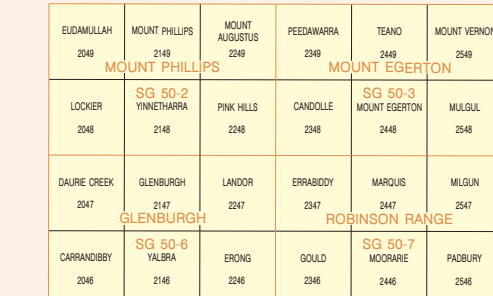 EUDAMULLAH MOUNT PHILLIPS MOUNT AUGUSTUS PEEDAWARRA TEANO MOUNT VERNON
2049 2149 2249 2349 2449 2549
MOUNT PHILLIPS MOUNT EGERTON
SG 50-2 SG 50-3
LOCKIER YINNETHARRA PINK HILLS CANDOLLE MOUNT EGERTON MULGUL
2048 2148 2248 2348 2448 2548
DAURIE CREEK GLENBURGH LANDOR ERRABIDDY MARQUIS MILGUN
2047 2147 2247 2347 2447 2547
GLENBURGH ROBINSON RANGE
SG 50-6 SG 50-7
CARRANDIBBY YALBRA ERONG GOULD MOORARIE PADBURY
2046 2146 2246 2346 2446 2546